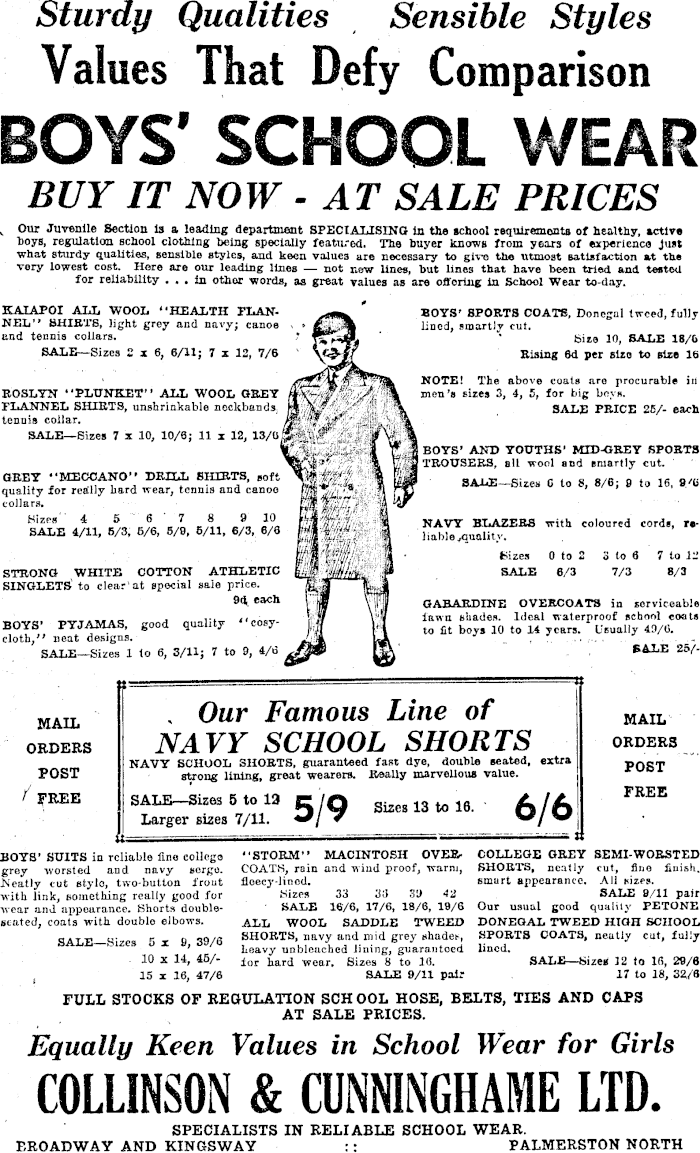 Sturdy Qualities Sensible Styles
Values That Defy Comparison
BOYS' SCHOOL WEAR
BUY IT NOW - AT SALE PRICES
Our Juvenile Section is a leading department SPECIALISING in the school requirements of healthy, active
boys, regulation school clothing being specially featured. The buyer knows from years of experience just
what sturdy qualities, sensible styles, and keen values are necessary to give the utmost satisfaction at the
very lowest cost. Here are our leading lines — not new lines, but lines that have been tried and tested
for reliability . . . in other words, as great values as are offering in School Wear to-day.
KAIAPOI ALL WOOL "HEALTH FLAN-
NEL" SHIRTS, light grey and navy; canoe
and tennis collars.
SALE—Sizes 2 x 6, 6/11; 7 x 12, 7/6
ROSLYN "PLUNKET" ALL WOOL GREY
FLANNEL SHIRTS, unshrinkable neckbands,
tennis collar.
SALE—Sizes 7 x 10, 10/6; 11 x 12, 13/6
GREY "MECCANO" DRILL SHIRTS, soft
quality for really hard wear, tennis and canoe
collars.
Sizes 4 5 6 7 8 9 10
SALE 4/11, 5/3, 5/6, 5/9, 5/11, 6/3, 6/6
STRONG WHITE COTTON ATHLETIC
SINGLETS to clear at special sale price.
9d. each
BOYS' PYJAMAS, good quality "cosy-
cloth," neat designs.
SALE—Sizes 1 to 6, 3/11; 7 to 9, 4/6
BOYS' SPORTS COATS, Donegal tweed, fully
lined, smartly cut.
Size 10, SALE 18/6
Rising 6d per size to size 16
NOTE! The above coats are procurable in
men's sizes 3, 4, 5, for big boys.
SALE PRICE 25/- each
BOYS' AND YOUTHS' MID-GREY SPORTS
TROUSERS, all wool and smartly cut.
SALE—Sizes 6 to 8, 8/6; 9 to 16, 9/6
NAVY BLAZERS with coloured cords, re-
liable quality.
Sizes 0 to 2 3 to 6 7 to 12
SALE 6/3 7/3 8/3
GABARDINE OVERCOATS in serviceable
fawn shades. Ideal waterproof school coats
to fit boys 10 to 14 years. Usually 49/6.
SALE 25/-
MAIL
ORDERS
POST
FREE
Our Famous Line of
NAVY SCHOOL SHORTS
NAVY SCHOOL SHORTS, guaranteed fast dye, double seated, extra
strong lining, great wearers. Really marvellous value.
SALE—Sizes 5 to 12 5/9 Sizes 13 to 16. 6/6
Larger sizes 7/11.
MAIL
ORDERS
POST
FREE
BOYS' SUITS in reliable fine college
grey worsted and navy serge.
Neatly cut style, two-button front
with link, something really good for
wear and appearance. Shorts double-
seated, coats with double elbows.
SALE—Sizes 5 x 9, 39/6
10 x 14, 45/-
15 x 16, 47/6
"STORM" MACINTOSH OVER-
COATS, rain and wind proof, warm,
fleecy-lined.
Sizes 33 36 39 42
SALE 16/6, 17/6, 18/6, 19/6
ALL WOOL SADDLE TWEED
SHORTS, navy and mid grey shades,
heavy unbleached lining, guaranteed
for hard wear. Sizes 8 to 16.
SALE 9/11 pair
COLLEGE GREY SEMI-WORSTED
SHORTS, neatly cut, fine finish,
smart appearance. All sizes.
SALE 9/11 pair
Our usual good quality PETONE
DONEGAL TWEED HIGH SCHOOL
SPORTS COATS, neatly cut, fully
lined.
SALE—Sizes 12 to 16, 29/6
17 to 18, 32/6
FULL STOCKS OF REGULATION SCHOOL HOSE, BELTS, TIES AND CAPS
AT SALE PRICES.
Equally Keen Values in School Wear for Girls
COLLINSON & CUNNINGHAME LTD.
SPECIALISTS IN RELIABLE SCHOOL WEAR.
BROADWAY AND KINGSWAY :: PALMERSTON NORTH